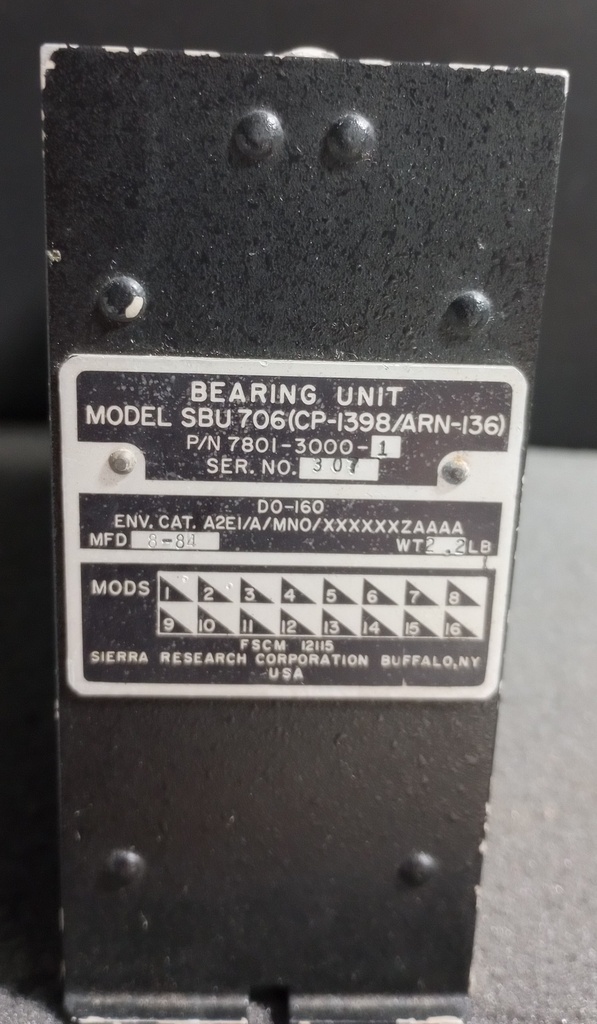 BEARING UNIT
MODEL SBU 706(CP-1398/ARN-136)
P/N 7801-3000-1
SER. NO. 307
DO-160
ENV. CAT. A2E1/A/MNO/XXXXXXZAAAA
MFD 8-84 WT 2.2 LB
MODS 1 2 3 4 5 6 7 8
9 10 11 12 13 14 15 16
FSCM 12115
SIERRA RESEARCH CORPORATION BUFFALO, NY
USA